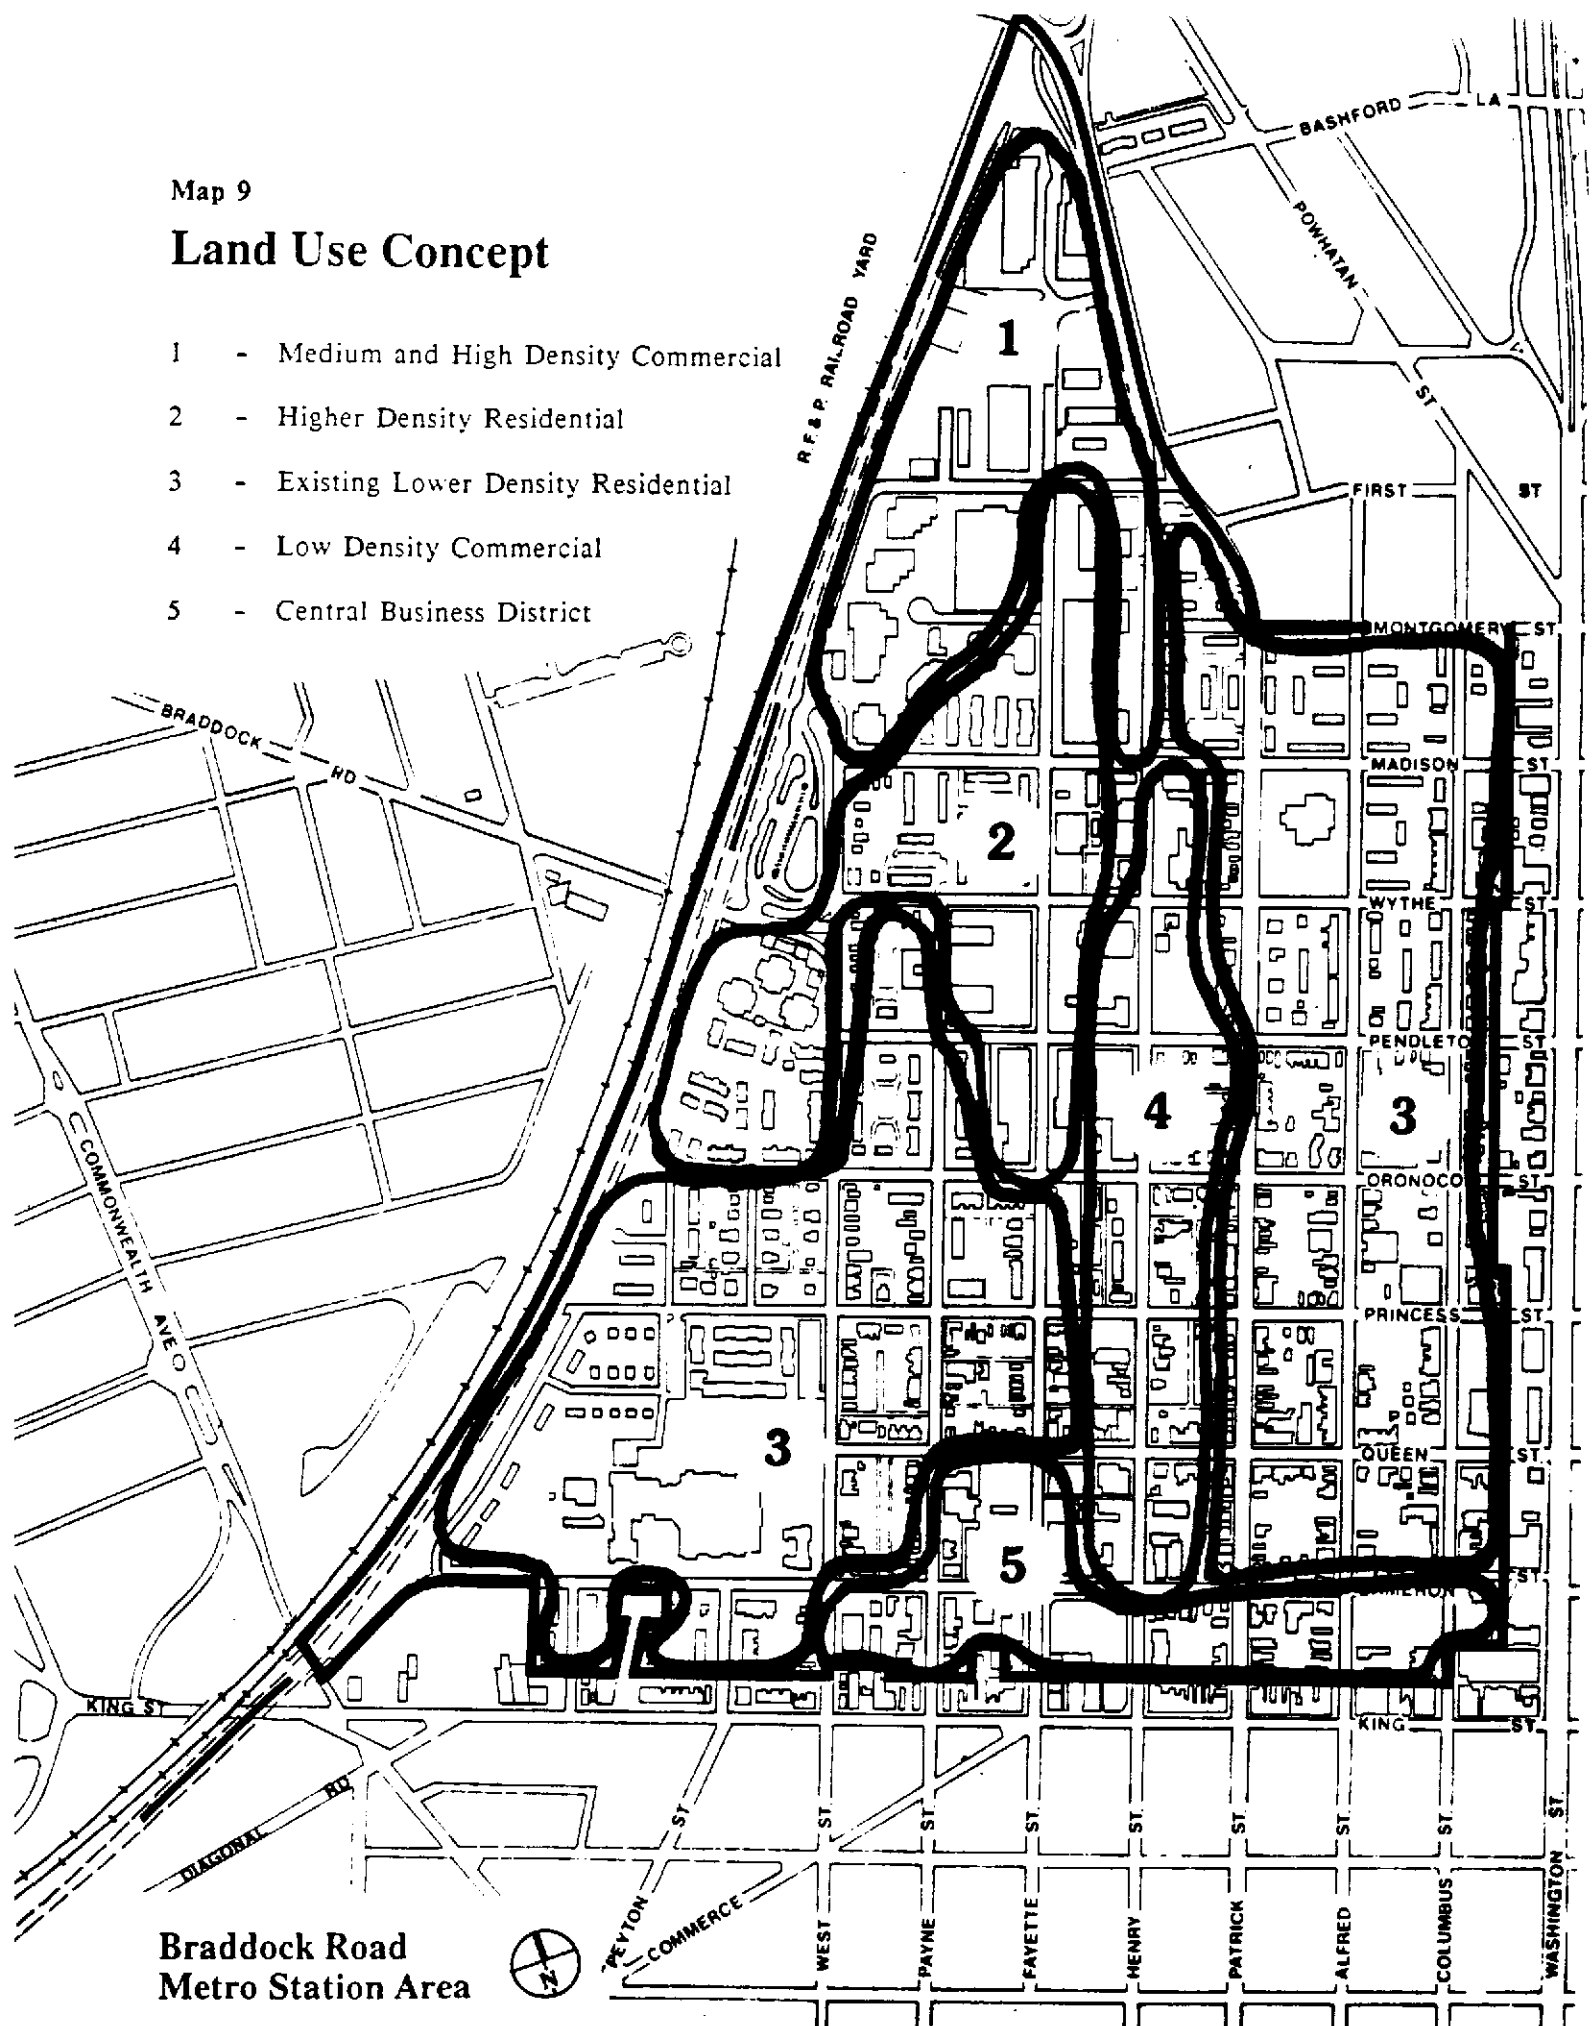 Map 9
Land Use Concept
1 - Medium and High Density Commercial
2 - Higher Density Residential
3 - Existing Lower Density Residential
4 - Low Density Commercial
5 - Central Business District
R.F.& P. RAILROAD YARD
BASHFORD LA
POWHATAN ST
1
FIRST ST
MONTGOMERY ST
BRADDOCK RD
MADISON ST
2
WYTHE ST
PENDLETO ST
4
3
COMMONWEALTH AVE
ORONOCO ST
PRINCESS ST
3
QUEEN ST
5
CAMERON ST
KING ST
KING ST
DIAGONAL RD
PEYTON ST
COMMERCE
WEST ST
PAYNE ST
FAYETTE ST
HENRY ST
PATRICK ST
ALFRED ST
COLUMBUS ST
WASHINGTON ST
Braddock Road
Metro Station Area
N